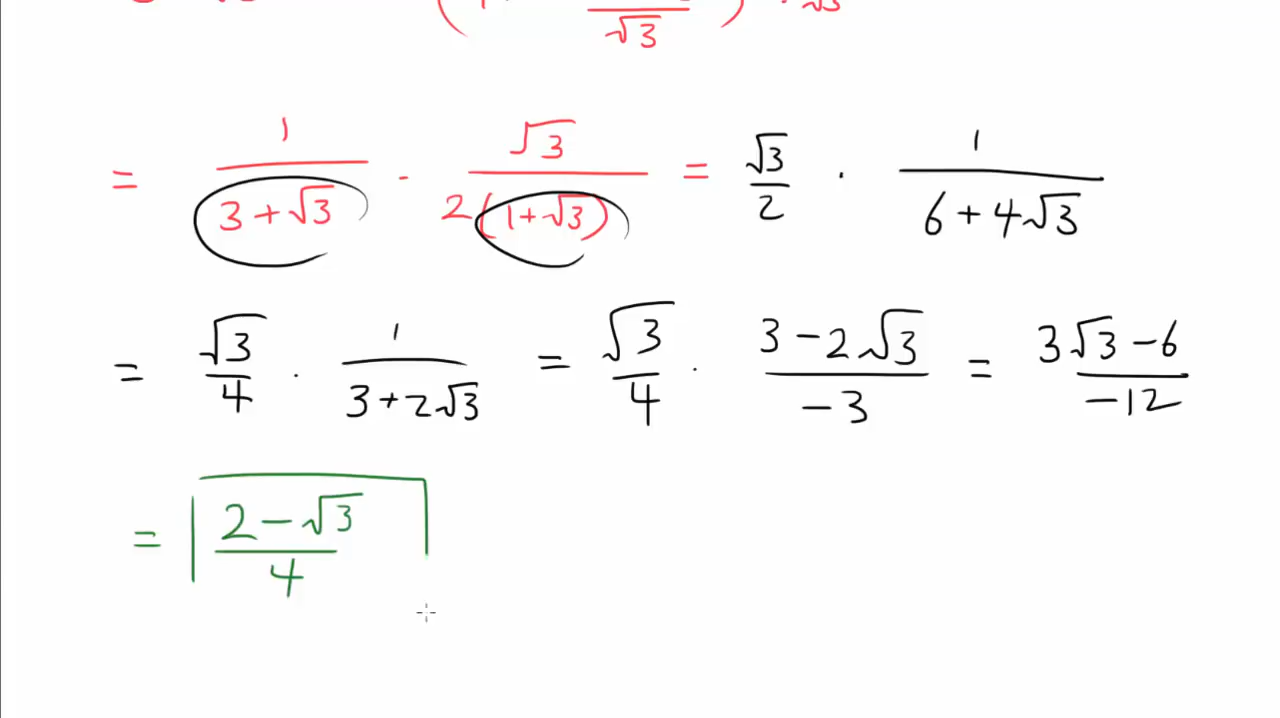 √3
= 1/(3+√3) · √3/(2(1+√3)) = √3/2 · 1/(6+4√3)
= √3/4 · 1/(3+2√3) = √3/4 · (3-2√3)/-3 = (3√3-6)/-12
= (2-√3)/4